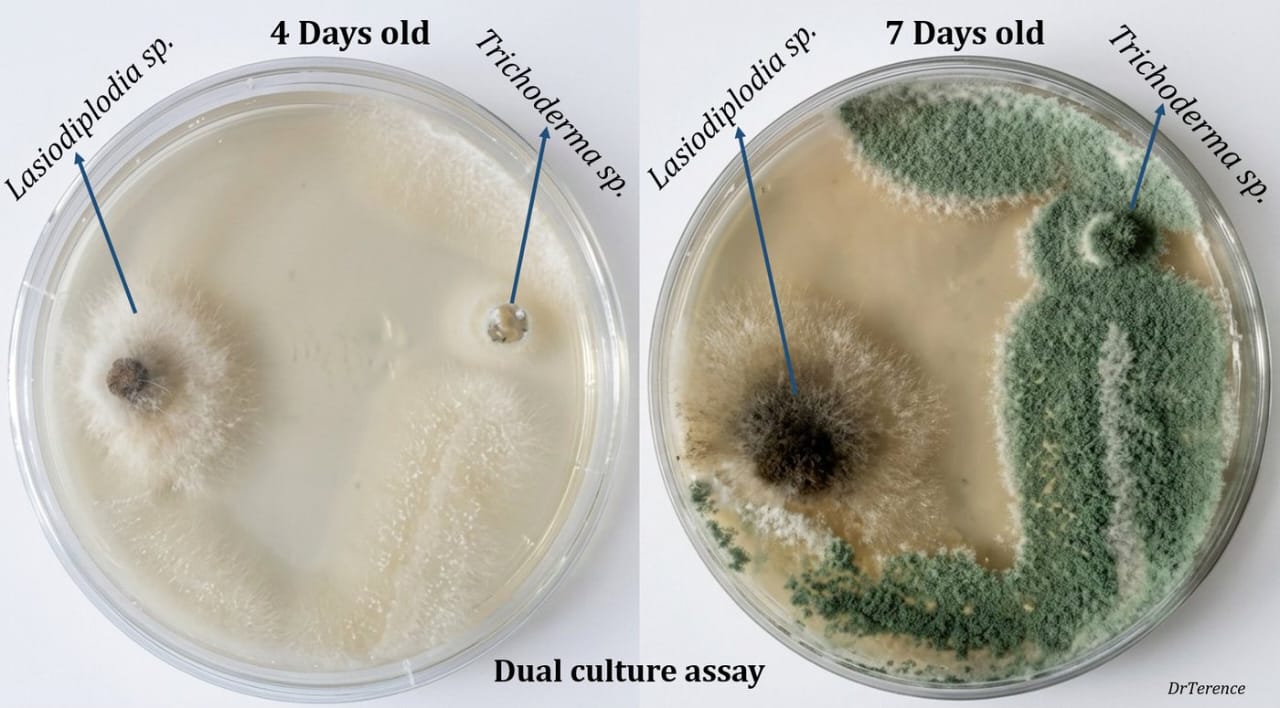 4 Days old
Lasiodiplodia sp.
Trichoderma sp.
7 Days old
Lasiodiplodia sp.
Trichoderma sp.
Dual culture assay
DrTerence